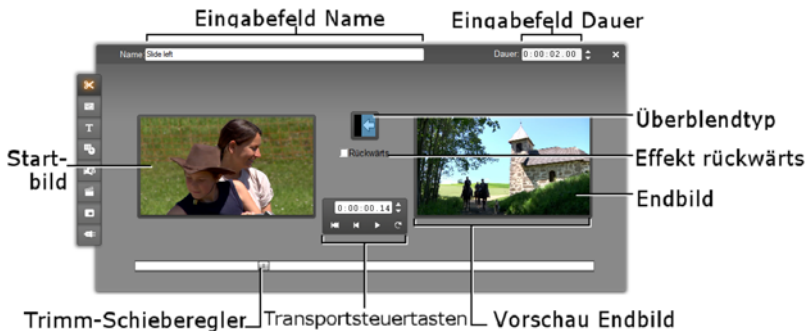 Eingabefeld Name
Eingabefeld Dauer
Name: Slide left
Dauer: 0:00:02.00
T
Überblendtyp
Rückwärts
Effekt rückwärts
Start-
bild
Endbild
0:00:00.14
Trimm-Schieberegler
Transportsteuertasten
Vorschau Endbild